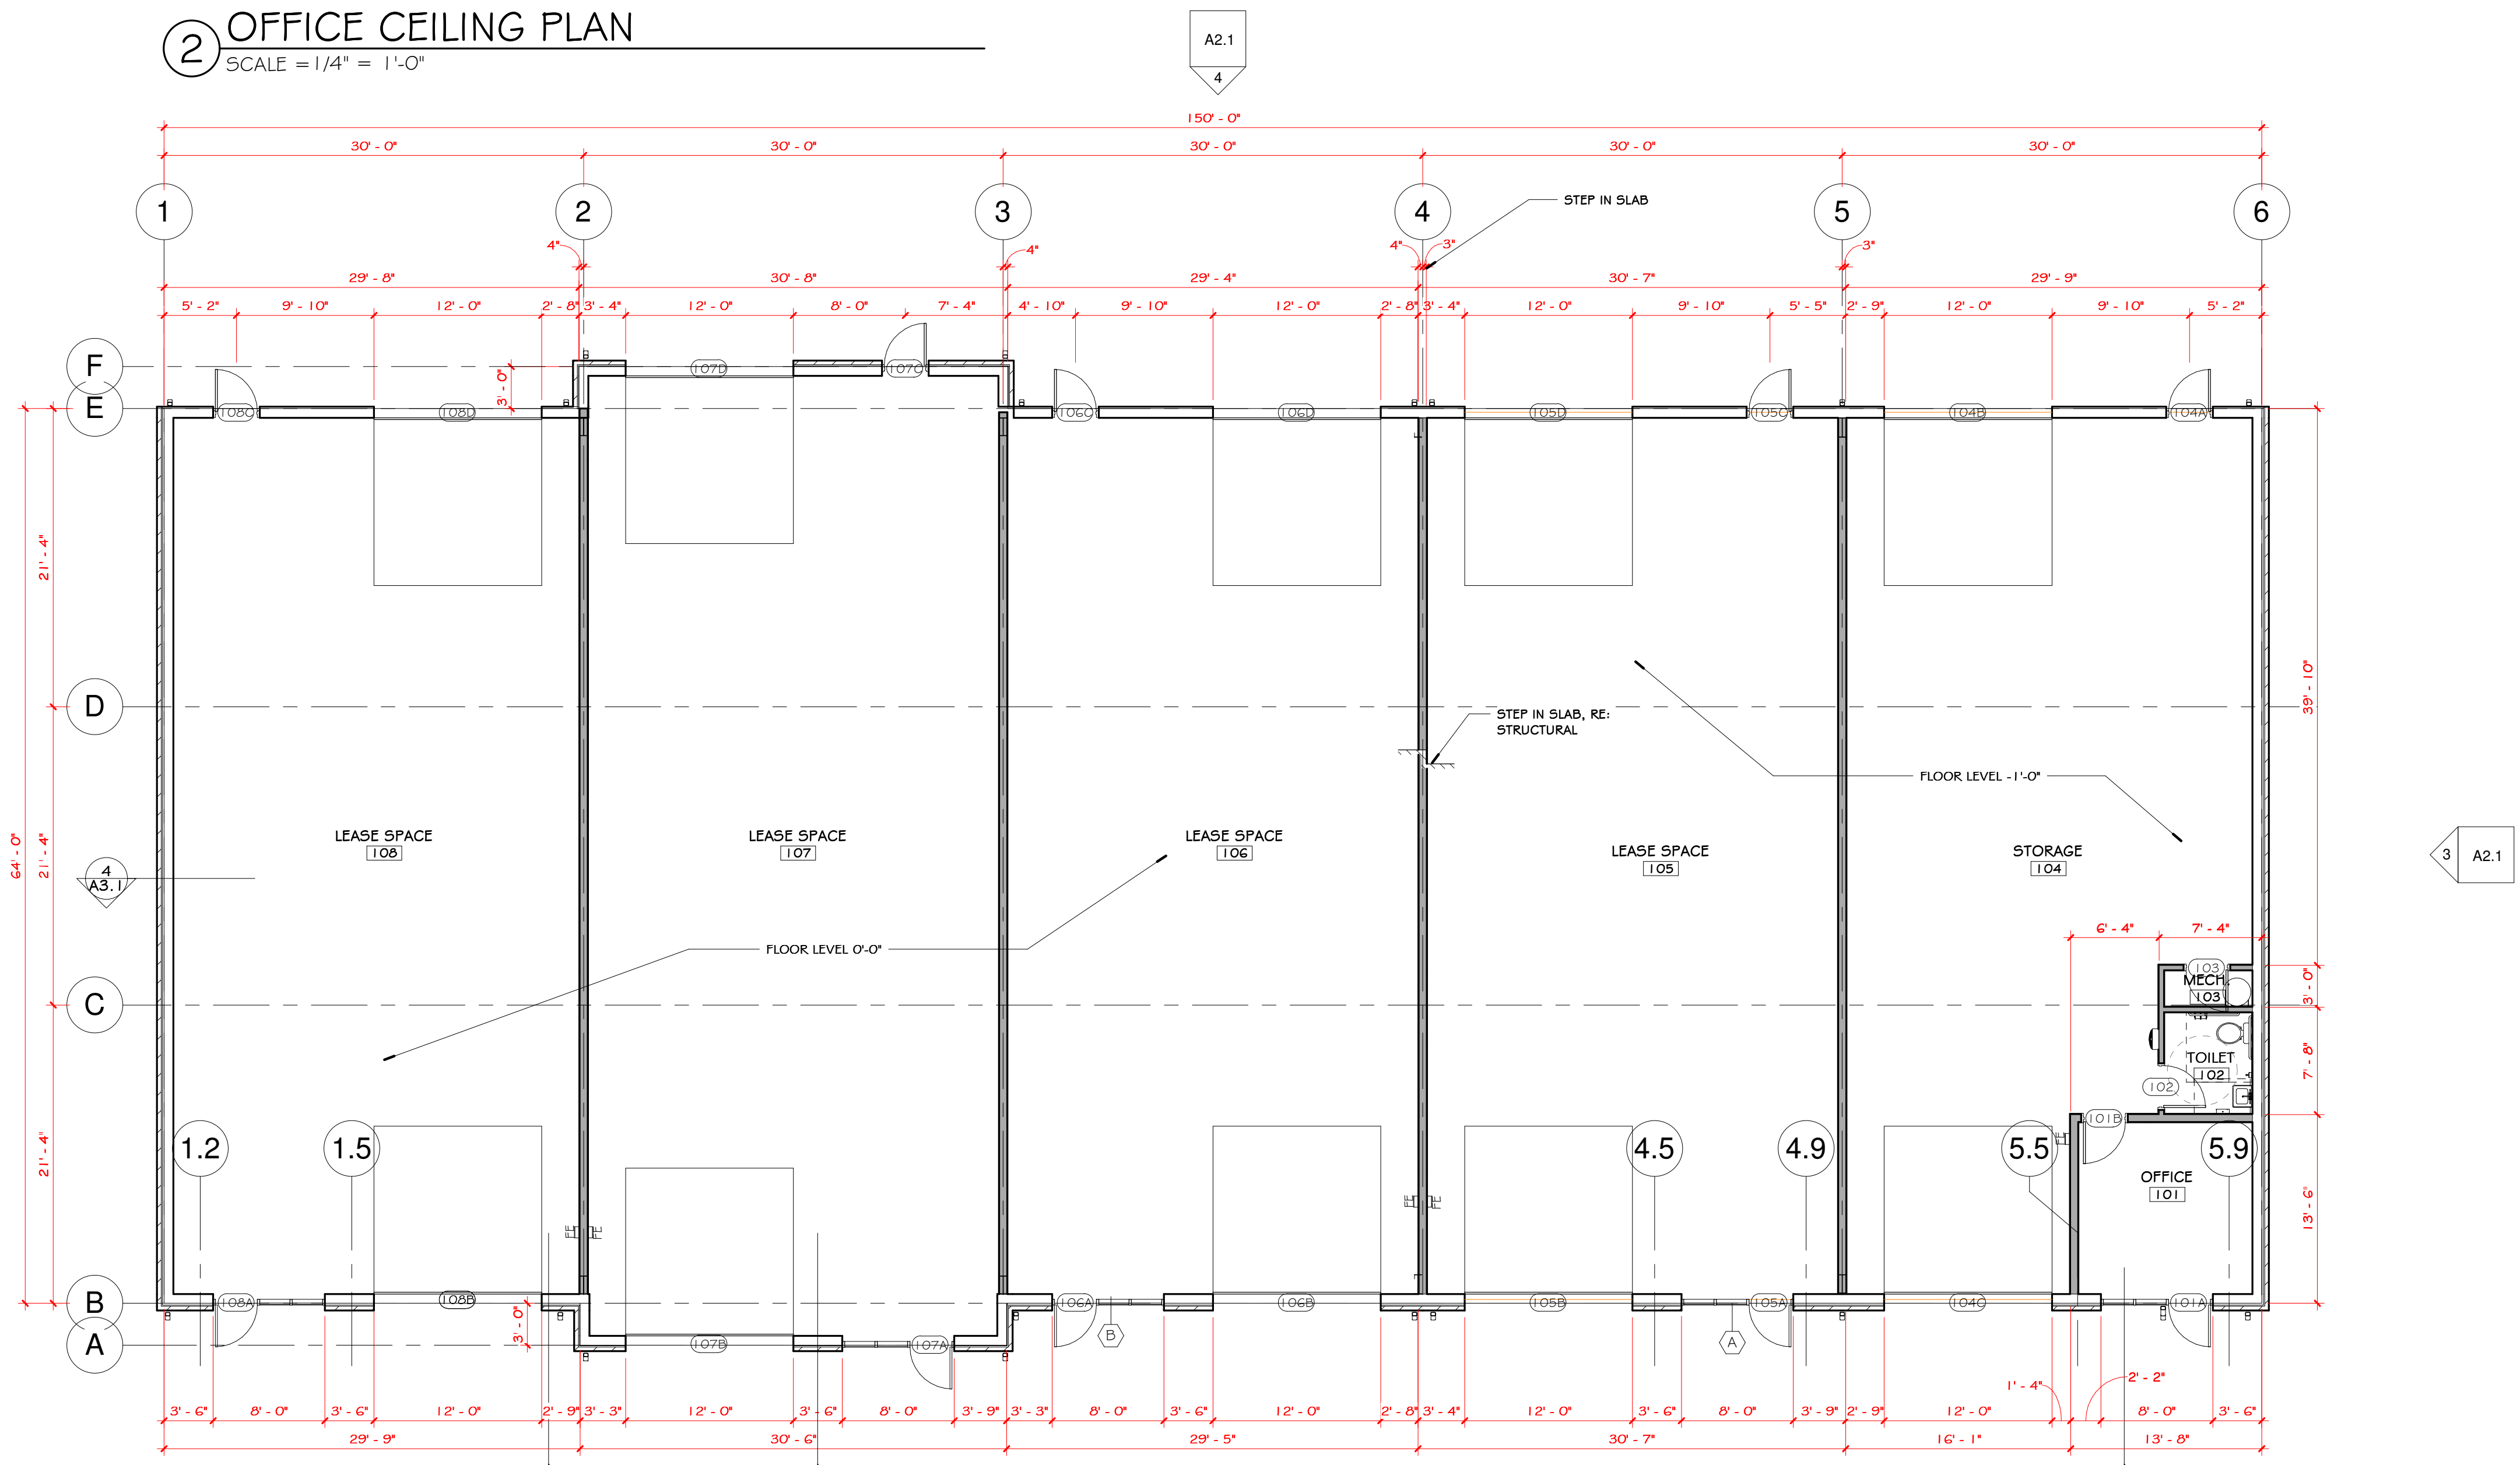 2 OFFICE CEILING PLAN
SCALE = 1/4" = 1'-0"
A2.1
4
150' - 0"
30' - 0" 30' - 0" 30' - 0" 30' - 0" 30' - 0"
1 2 3 4 5 6
STEP IN SLAB
4" 4" 4" 3" 3"
29' - 8" 30' - 8" 29' - 4" 30' - 7" 29' - 9"
5' - 2" 9' - 10" 12' - 0" 2' - 8" 3' - 4" 12' - 0" 8' - 0" 7' - 4" 4' - 10" 9' - 10" 12' - 0" 2' - 8" 3' - 4" 12' - 0" 9' - 10" 5' - 5" 2' - 9" 12' - 0" 9' - 10" 5' - 2"
F
107D 107C
3' - 0"
E
108C 108D 106C 106D 105D 105C 104B 104A
21' - 4"
39' - 10"
D
STEP IN SLAB, RE:
STRUCTURAL
FLOOR LEVEL -1'-0"
64' - 0"
21' - 4"
LEASE SPACE
108
LEASE SPACE
107
LEASE SPACE
106
LEASE SPACE
105
STORAGE
104
4
A3.1
3 A2.1
6' - 4" 7' - 4"
FLOOR LEVEL 0'-0"
103
MECH.
103
3' - 0"
C
TOILET
102
102
7' - 8"
101B
21' - 4"
1.2 1.5 4.5 4.9 5.5 5.9
FE
OFFICE
101
13' - 6"
FE FE
FE FE
B
108A 108B 106A 106B 105B 105A 104C 101A
3' - 0"
A
107B 107A
B
A
1' - 4" 2' - 2"
3' - 6" 8' - 0" 3' - 6" 12' - 0" 2' - 9" 3' - 3" 12' - 0" 3' - 6" 8' - 0" 3' - 9" 3' - 3" 8' - 0" 3' - 6" 12' - 0" 2' - 8" 3' - 4" 12' - 0" 3' - 6" 8' - 0" 3' - 9" 2' - 9" 12' - 0" 8' - 0" 3' - 6"
29' - 9" 30' - 6" 29' - 5" 30' - 7" 16' - 1" 13' - 8"